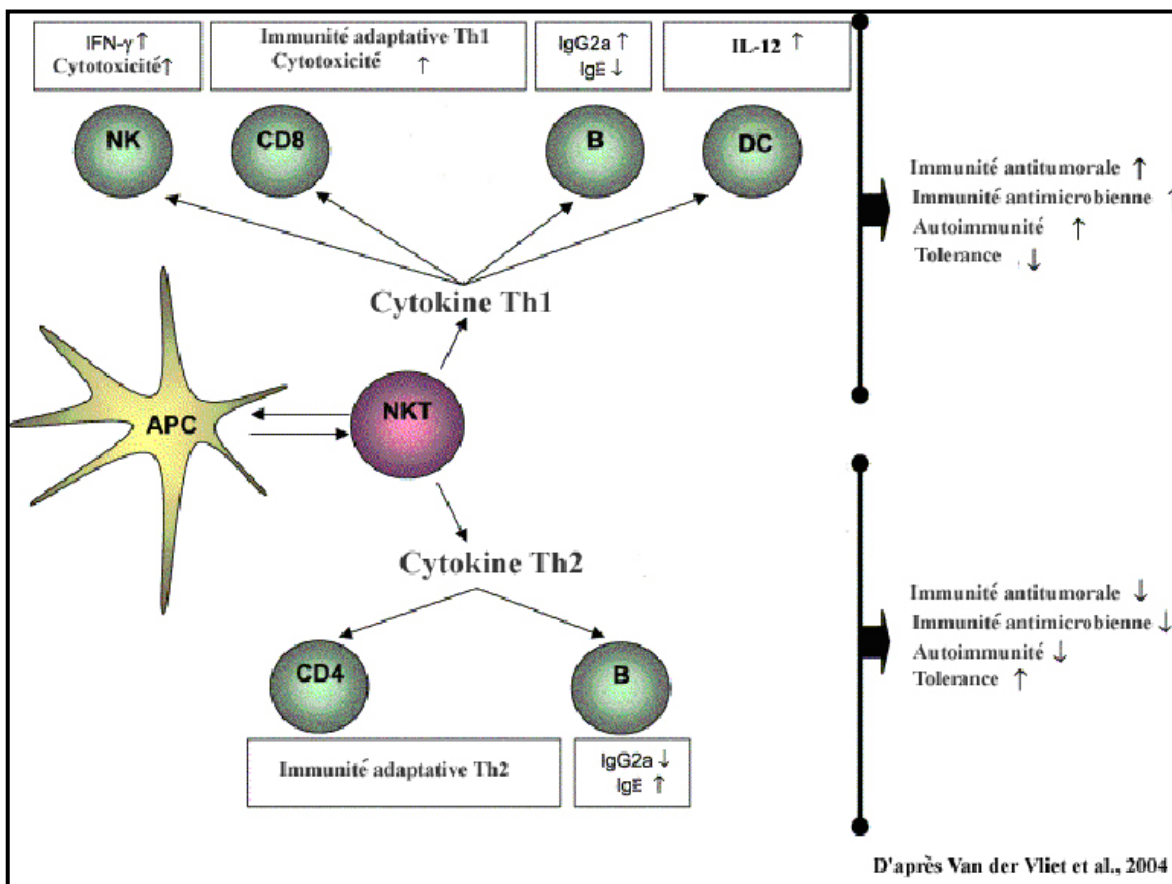 IFN-γ ↑
Cytotoxicité ↑
Immunité adaptative Th1
Cytotoxicité ↑
IgG2a ↑
IgE ↓
IL-12 ↑
NK
CD8
B
DC
Immunité antitumorale ↑
Immunité antimicrobienne ↑
Autoimmunité ↑
Tolerance ↓
Cytokine Th1
APC
NKT
Cytokine Th2
CD4
B
Immunité adaptative Th2
IgG2a ↓
IgE ↑
Immunité antitumorale ↓
Immunité antimicrobienne ↓
Autoimmunité ↓
Tolerance ↑
D'après Van der Vliet et al., 2004